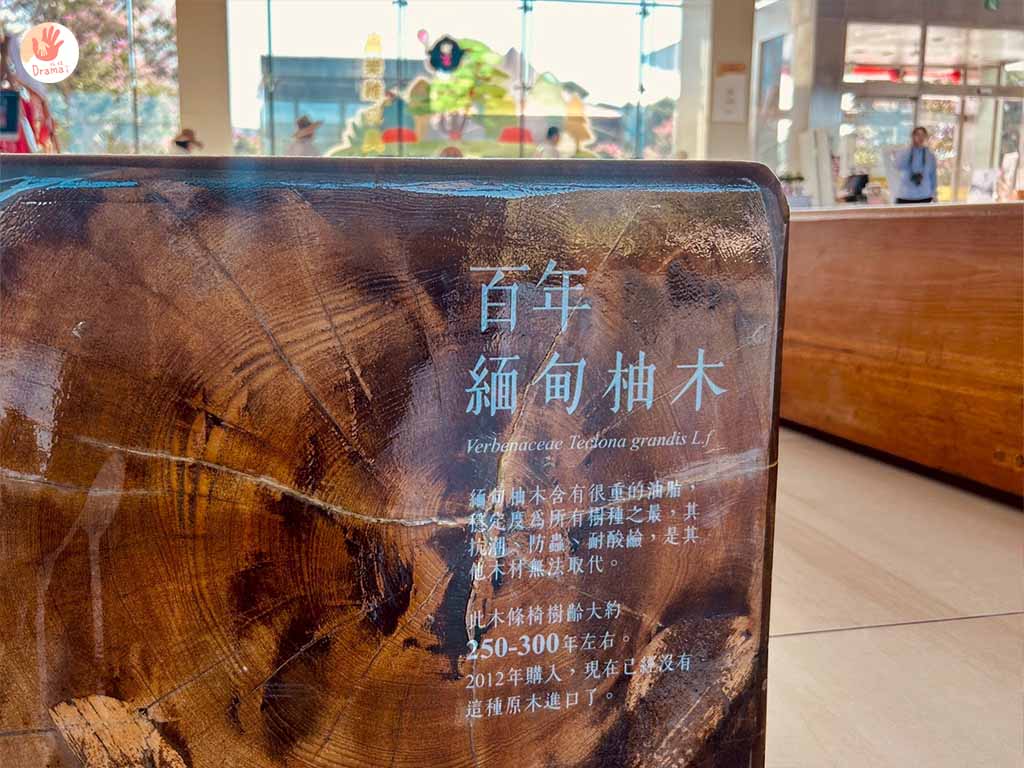 Drama
百年
緬甸柚木
Verbenaceae Tectona grandis L.f
緬甸柚木含有很重的油脂，
穩定度為所有樹種之最，其
抗潮、防蟲、耐酸鹼，是其
他木材無法取代。
此木條椅樹齡大約
250-300年左右。
2012年購入，現在已經沒有
這種原木進口了。